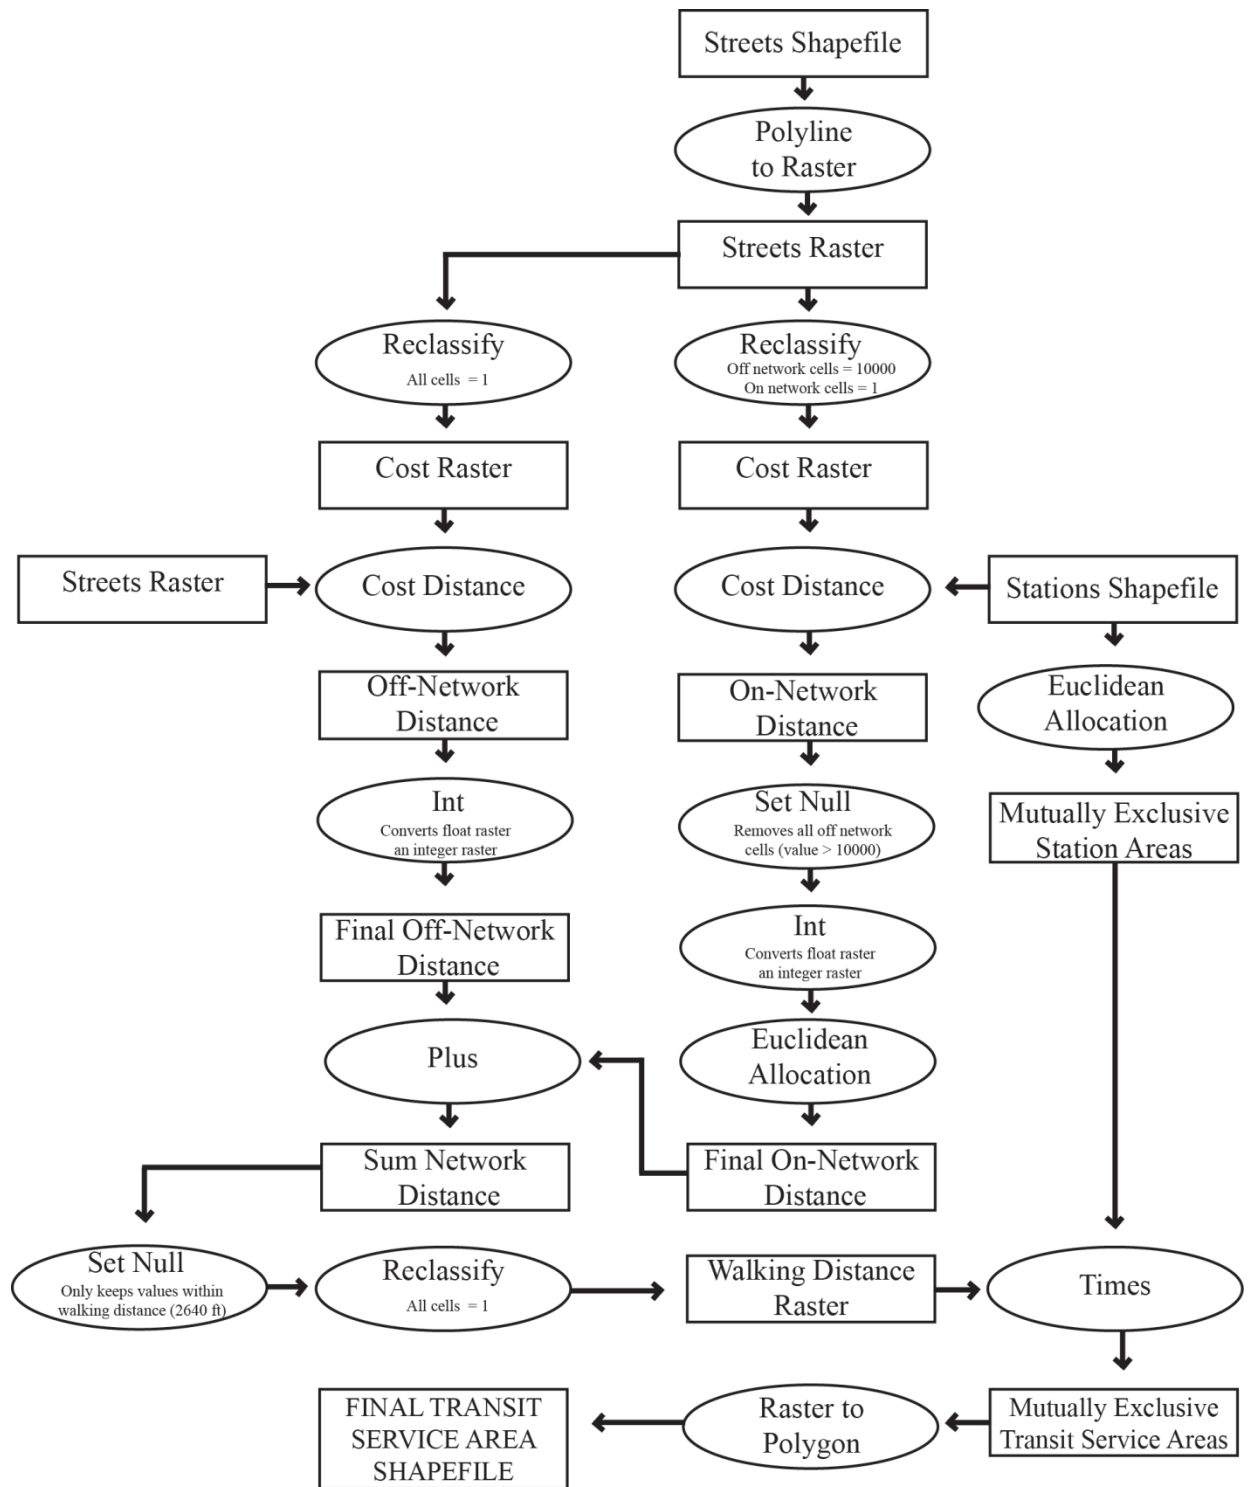 Streets Shapefile
Polyline
to Raster
Streets Raster
Reclassify
All cells = 1
Reclassify
Off network cells = 10000
On network cells = 1
Cost Raster
Cost Raster
Streets Raster
Cost Distance
Cost Distance
Stations Shapefile
Off-Network
Distance
On-Network
Distance
Euclidean
Allocation
Int
Converts float raster
an integer raster
Set Null
Removes all off network
cells (value > 10000)
Mutually Exclusive
Station Areas
Final Off-Network
Distance
Int
Converts float raster
an integer raster
Plus
Euclidean
Allocation
Sum Network
Distance
Final On-Network
Distance
Set Null
Only keeps values within
walking distance (2640 ft)
Reclassify
All cells = 1
Walking Distance
Raster
Times
FINAL TRANSIT
SERVICE AREA
SHAPEFILE
Raster to
Polygon
Mutually Exclusive
Transit Service Areas